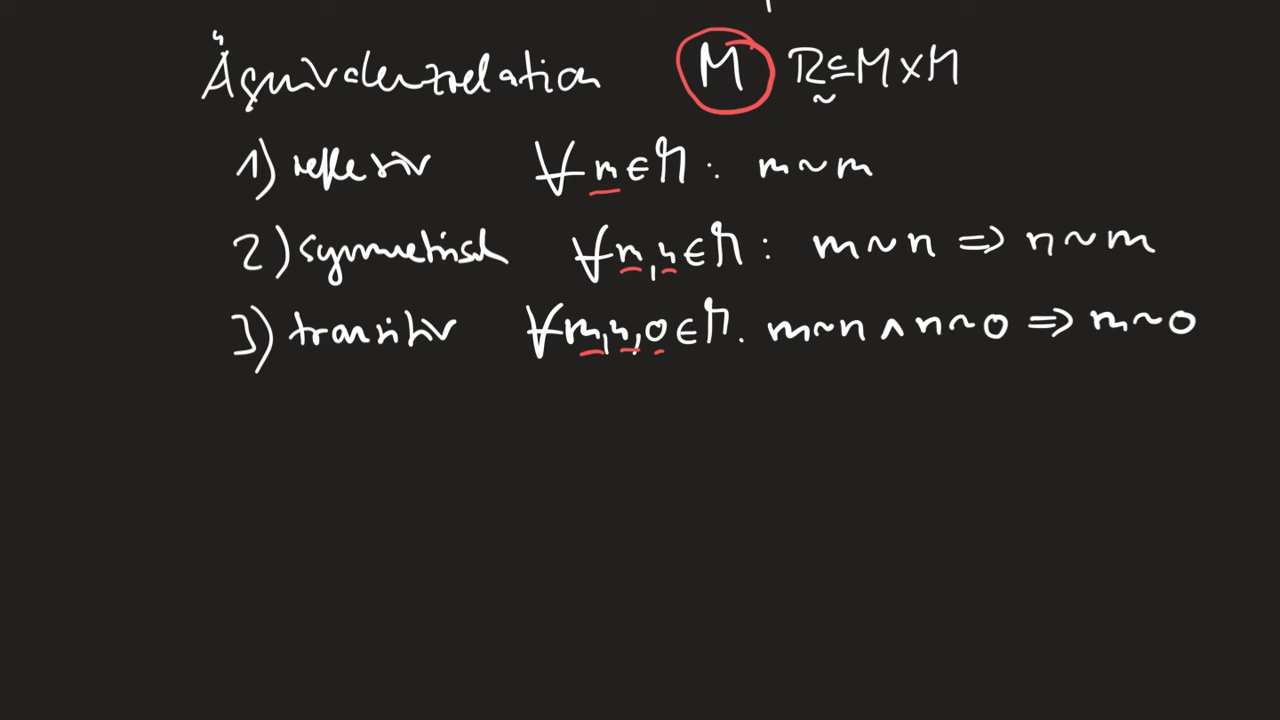 Äquivalenzrelation M R⊆M×M ~
1) reflexiv ∀m∈M: m~m
2) symmetrisch ∀m,n∈M: m~n ⇒ n~m
3) transitiv ∀m,n,o∈M. m~n ∧ n~o ⇒ m~o